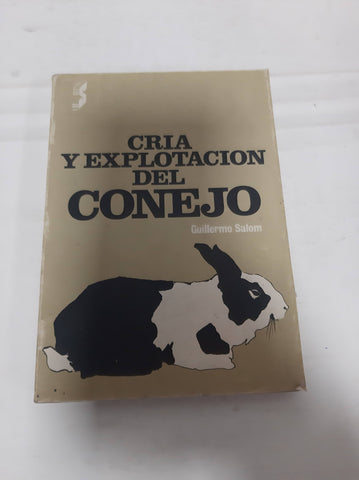 CRIA
Y EXPLOTACION
DEL
CONEJO
Guillermo Salom